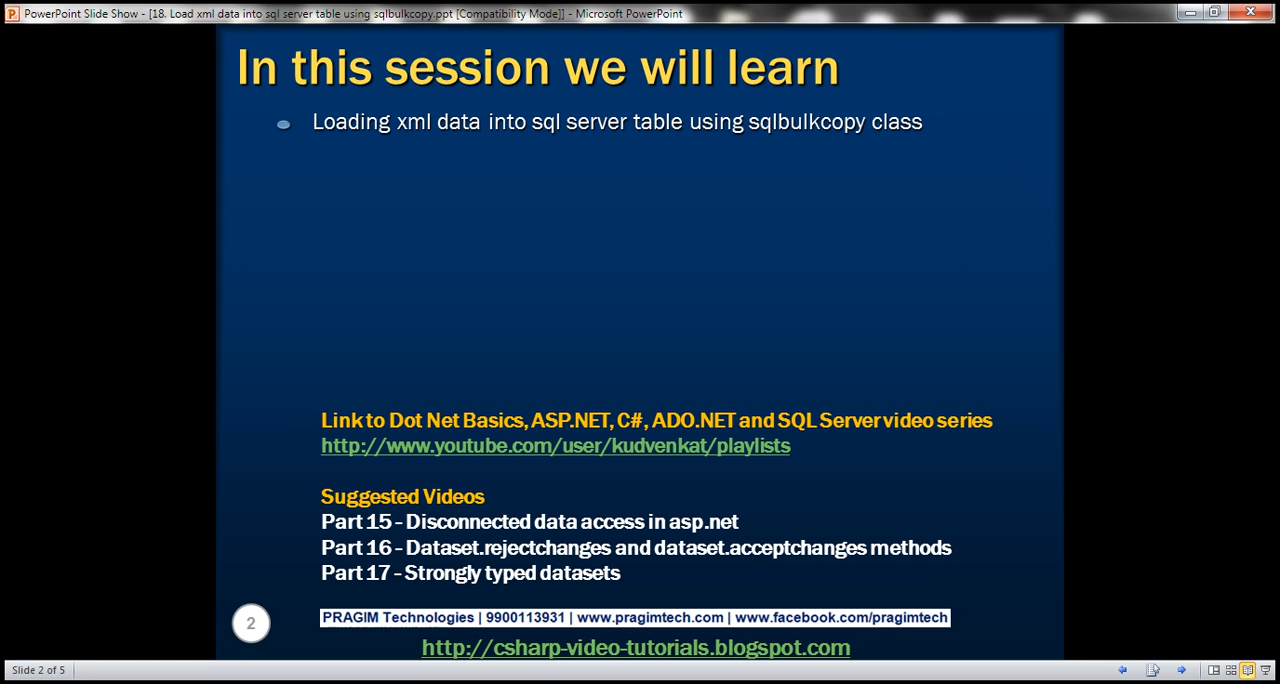 PowerPoint Slide Show - [18. Load xml data into sql server table using sqlbulkcopy.ppt [Compatibility Mode]] - Microsoft PowerPoint
In this session we will learn
Loading xml data into sql server table using sqlbulkcopy class
Link to Dot Net Basics, ASP.NET, C#, ADO.NET and SQL Server video series
http://www.youtube.com/user/kudvenkat/playlists
Suggested Videos
Part 15 - Disconnected data access in asp.net
Part 16 - Dataset.rejectchanges and dataset.acceptchanges methods
Part 17 - Strongly typed datasets
2
PRAGIM Technologies | 9900113931 | www.pragimtech.com | www.facebook.com/pragimtech
http://csharp-video-tutorials.blogspot.com
Slide 2 of 5